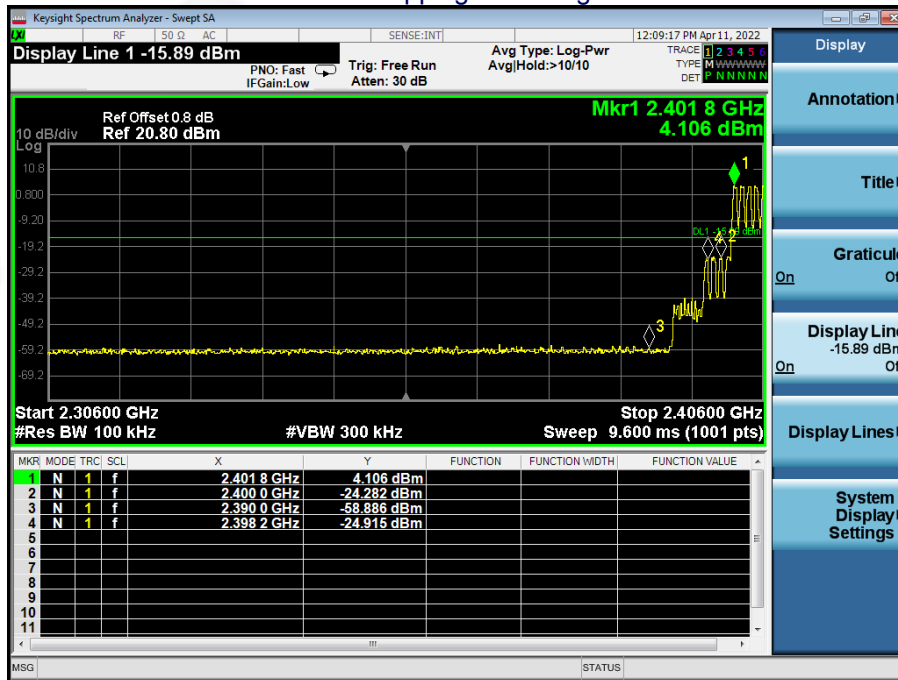 Keysight Spectrum Analyzer - Swept SA
LXI RF 50 Ω AC SENSE:INT 12:09:17 PM Apr 11, 2022
Display Line 1 -15.89 dBm
PNO: Fast
IFGain:Low
Trig: Free Run
Atten: 30 dB
Avg Type: Log-Pwr
Avg|Hold:>10/10
TRACE 1 2 3 4 5 6
TYPE M W W W W W
DET P N N N N N
Mkr1 2.401 8 GHz
4.106 dBm
Ref Offset 0.8 dB
10 dB/div Ref 20.80 dBm
Log
10.8
0.800
-9.20
-19.2
-29.2
-39.2
-49.2
-59.2
-69.2
1
4 2
3
Start 2.30600 GHz
Stop 2.40600 GHz
#Res BW 100 kHz #VBW 300 kHz Sweep 9.600 ms (1001 pts)
MKR MODE TRC SCL X Y FUNCTION FUNCTION WIDTH FUNCTION VALUE
1 N 1 f 2.401 8 GHz 4.106 dBm
2 N 1 f 2.400 0 GHz -24.282 dBm
3 N 1 f 2.390 0 GHz -58.886 dBm
4 N 1 f 2.398 2 GHz -24.915 dBm
5
6
7
8
9
10
11
MSG STATUS
Display
Annotation
Title
Graticule
On Of
Display Line
-15.89 dBm
On Of
Display Lines
System
Display
Settings